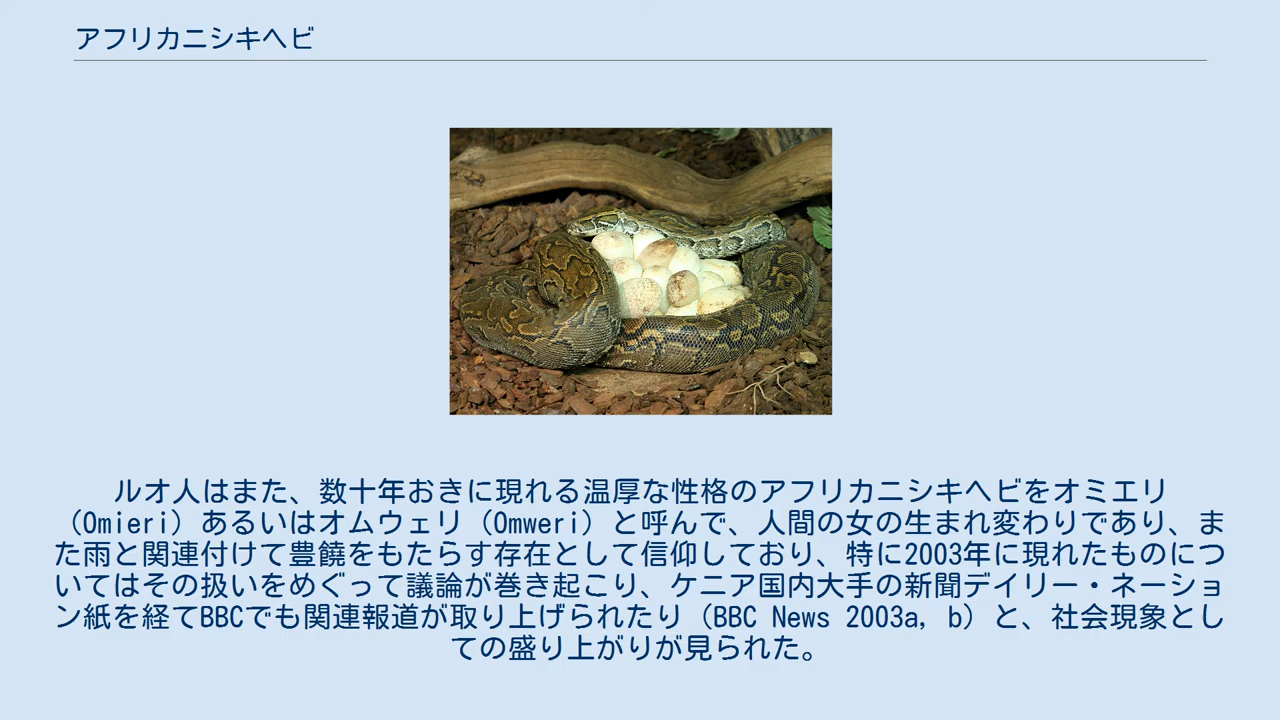 アフリカニシキヘビ
ルオ人はまた、数十年おきに現れる温厚な性格のアフリカニシキヘビをオミエリ
（Omieri）あるいはオムウェリ（Omweri）と呼んで、人間の女の生まれ変わりであり、ま
た雨と関連付けて豊饒をもたらす存在として信仰しており、特に2003年に現れたものにつ
いてはその扱いをめぐって議論が巻き起こり、ケニア国内大手の新聞デイリー・ネーショ
ン紙を経てBBCでも関連報道が取り上げられたり（BBC News 2003a, b）と、社会現象とし
ての盛り上がりが見られた。